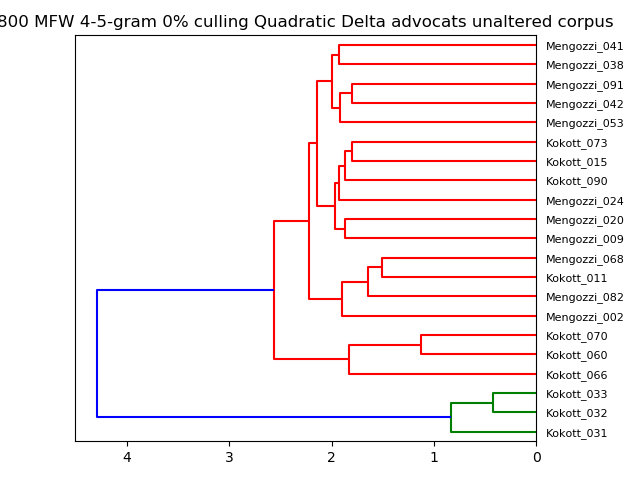 800 MFW 4-5-gram 0% culling Quadratic Delta advocats unaltered corpus
Mengozzi_041
Mengozzi_038
Mengozzi_091
Mengozzi_042
Mengozzi_053
Kokott_073
Kokott_015
Kokott_090
Mengozzi_024
Mengozzi_020
Mengozzi_009
Mengozzi_068
Kokott_011
Mengozzi_082
Mengozzi_002
Kokott_070
Kokott_060
Kokott_066
Kokott_033
Kokott_032
Kokott_031
4 3 2 1 0